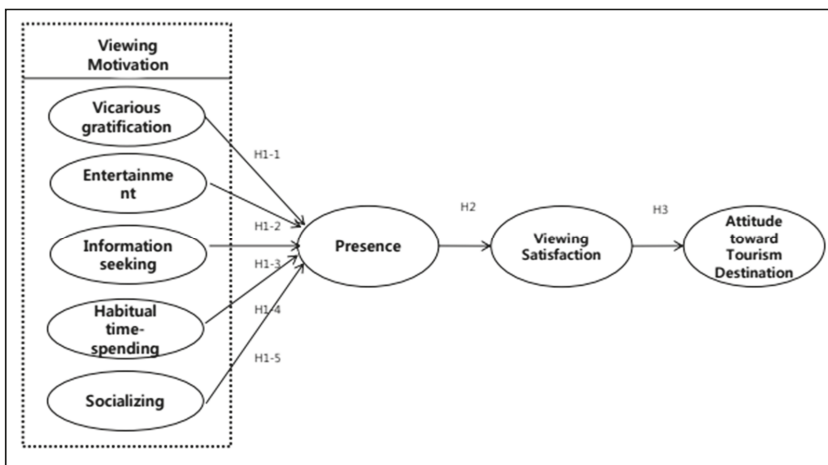 Viewing
Motivation
Vicarious
gratification
H1-1
Entertainme
nt
H1-2
Information
seeking
H1-3
Habitual
time-
spending
H1-4
Socializing
H1-5
Presence
H2
Viewing
Satisfaction
H3
Attitude
toward
Tourism
Destination